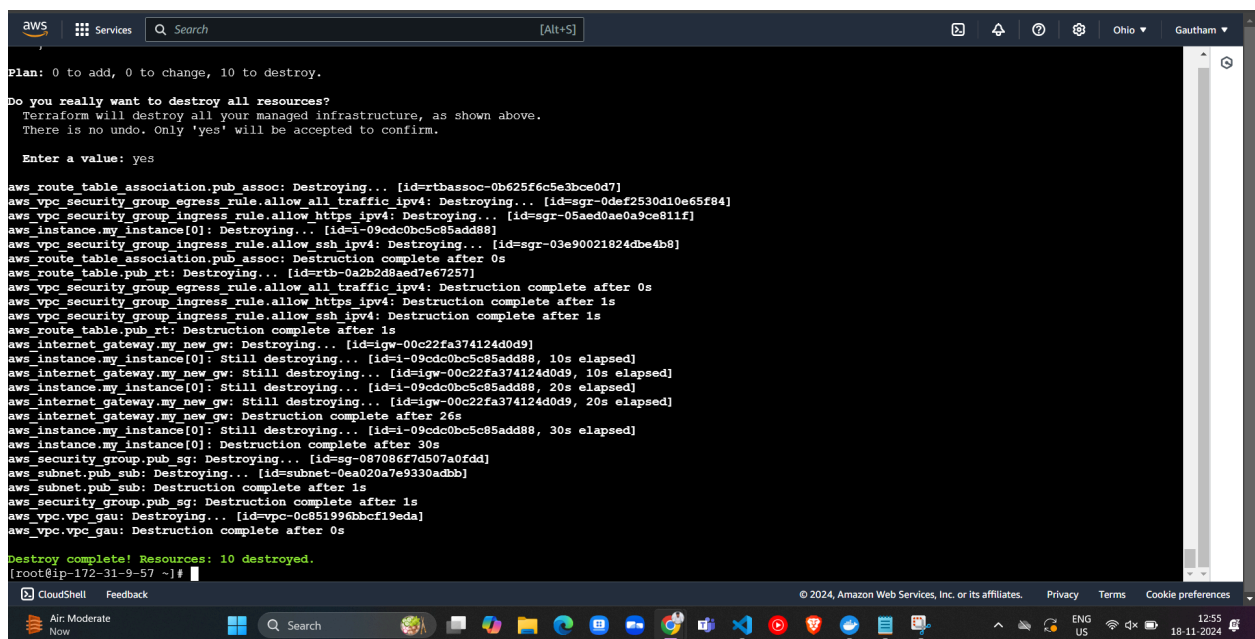 aws
Services
Search
[Alt+S]
Ohio ▼
Gautham ▼
Plan: 0 to add, 0 to change, 10 to destroy.
Do you really want to destroy all resources?
Terraform will destroy all your managed infrastructure, as shown above.
There is no undo. Only 'yes' will be accepted to confirm.
Enter a value: yes
aws_route_table_association.pub_assoc: Destroying... [id=rtbassoc-0b625f6c5e3bce0d7]
aws_vpc_security_group_egress_rule.allow_all_traffic_ipv4: Destroying... [id=sgr-0def2530d10e65f84]
aws_vpc_security_group_ingress_rule.allow_https_ipv4: Destroying... [id=sgr-05aed0ae0a9ce811f]
aws_instance.my_instance[0]: Destroying... [id=i-09cdc0bc5c85add88]
aws_vpc_security_group_ingress_rule.allow_ssh_ipv4: Destroying... [id=sgr-03e90021824dbe4b8]
aws_route_table_association.pub_assoc: Destruction complete after 0s
aws_route_table.pub_rt: Destroying... [id=rtb-0a2b2d8aed7e67257]
aws_vpc_security_group_egress_rule.allow_all_traffic_ipv4: Destruction complete after 0s
aws_vpc_security_group_ingress_rule.allow_https_ipv4: Destruction complete after 1s
aws_vpc_security_group_ingress_rule.allow_ssh_ipv4: Destruction complete after 1s
aws_route_table.pub_rt: Destruction complete after 1s
aws_internet_gateway.my_new_gw: Destroying... [id=igw-00c22fa374124d0d9]
aws_instance.my_instance[0]: Still destroying... [id=i-09cdc0bc5c85add88, 10s elapsed]
aws_internet_gateway.my_new_gw: Still destroying... [id=igw-00c22fa374124d0d9, 10s elapsed]
aws_instance.my_instance[0]: Still destroying... [id=i-09cdc0bc5c85add88, 20s elapsed]
aws_internet_gateway.my_new_gw: Still destroying... [id=igw-00c22fa374124d0d9, 20s elapsed]
aws_internet_gateway.my_new_gw: Destruction complete after 26s
aws_instance.my_instance[0]: Still destroying... [id=i-09cdc0bc5c85add88, 30s elapsed]
aws_instance.my_instance[0]: Destruction complete after 30s
aws_security_group.pub_sg: Destroying... [id=sg-087086f7d507a0fdd]
aws_subnet.pub_sub: Destroying... [id=subnet-0ea020a7e9330adbb]
aws_subnet.pub_sub: Destruction complete after 1s
aws_security_group.pub_sg: Destruction complete after 1s
aws_vpc.vpc_gau: Destroying... [id=vpc-0c851996bbcf19eda]
aws_vpc.vpc_gau: Destruction complete after 0s
Destroy complete! Resources: 10 destroyed.
[root@ip-172-31-9-57 ~]#
CloudShell Feedback
© 2024, Amazon Web Services, Inc. or its affiliates. Privacy Terms Cookie preferences
Air: Moderate
Now
Search
ENG
US
12:55
18-11-2024